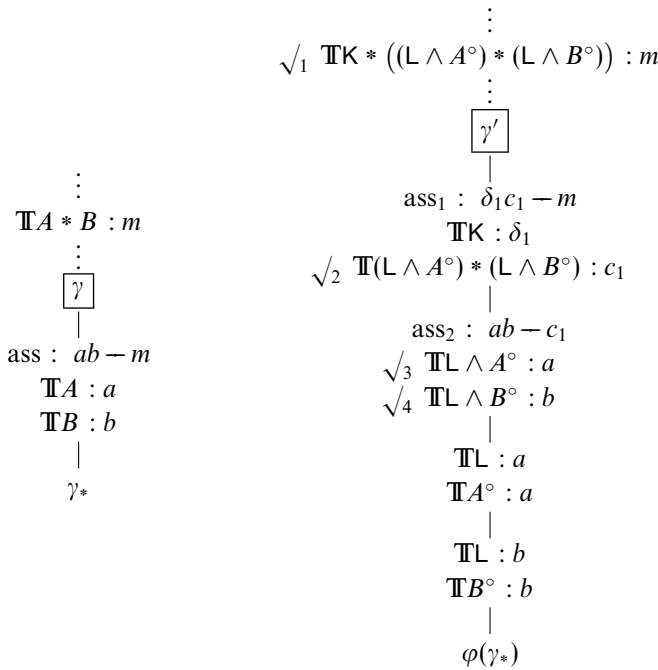 ⋮
𝕋A ∗ B : m
⋮
γ
ass : ab − m
𝕋A : a
𝕋B : b
γ∗
⋮
√1 𝕋K ∗ ((L ∧ A°) ∗ (L ∧ B°)) : m
⋮
γ′
ass1 : δ1c1 − m
𝕋K : δ1
√2 𝕋(L ∧ A°) ∗ (L ∧ B°) : c1
ass2 : ab − c1
√3 𝕋L ∧ A° : a
√4 𝕋L ∧ B° : b
𝕋L : a
𝕋A° : a
𝕋L : b
𝕋B° : b
φ(γ∗)